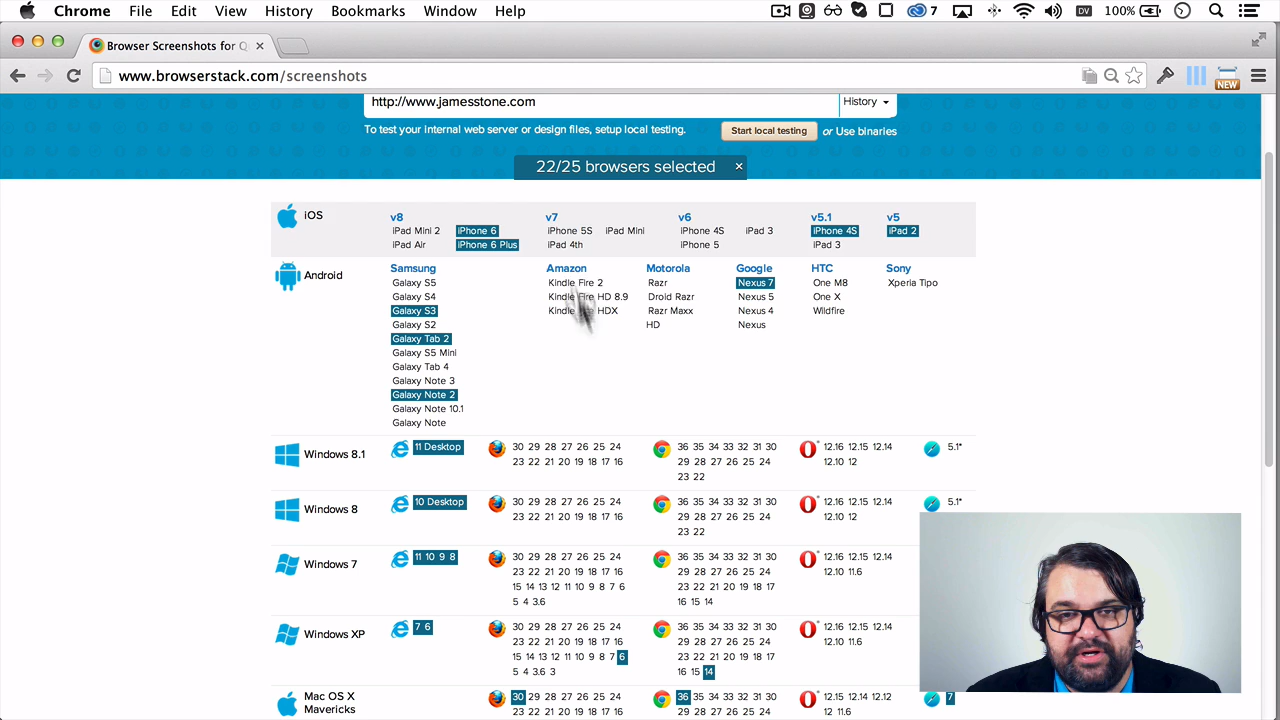 Chrome File Edit View History Bookmarks Window Help 7 DV 100%
Browser Screenshots for Q
www.browserstack.com/screenshots
NEW
http://www.jamesstone.com History
To test your internal web server or design files, setup local testing. Start local testing or Use binaries
22/25 browsers selected ×
iOS v8 v7 v6 v5.1 v5
iPad Mini 2 iPhone 6 iPhone 5S iPad Mini iPhone 4S iPad 3 iPhone 4S iPad 2
iPad Air iPhone 6 Plus iPad 4th iPhone 5 iPad 3
Android Samsung Amazon Motorola Google HTC Sony
Galaxy S5 Kindle Fire 2 Razr Nexus 7 One M8 Xperia Tipo
Galaxy S4 Kindle Fire HD 8.9 Droid Razr Nexus 5 One X
Galaxy S3 Kindle HDX Razr Maxx Nexus 4 Wildfire
Galaxy S2 HD Nexus
Galaxy Tab 2
Galaxy S5 Mini
Galaxy Tab 4
Galaxy Note 3
Galaxy Note 2
Galaxy Note 10.1
Galaxy Note
Windows 8.1 11 Desktop 30 29 28 27 26 25 24 36 35 34 33 32 31 30 12.16 12.15 12.14 5.1*
23 22 21 20 19 18 17 16 29 28 27 26 25 24 12.10 12
23 22
Windows 8 10 Desktop 30 29 28 27 26 25 24 36 35 34 33 32 31 30 12.16 12.15 12.14 5.1*
23 22 21 20 19 18 17 16 29 28 27 26 25 24 12.10 12
23 22
Windows 7 11 10 9 8 30 29 28 27 26 25 24 36 35 34 33 32 31 30 12.16 12.15 12.14
23 22 21 20 19 18 17 16 29 28 27 26 25 24 12.10 11.6
15 14 13 12 11 10 9 8 7 6 23 22 21 20 19 18 17
5 4 3.6 16 15 14
Windows XP 7 6 30 29 28 27 26 25 24 36 35 34 33 32 31 30 12.16 12.15 12.14
23 22 21 20 19 18 17 16 29 28 27 26 25 24 12.10 11.6
15 14 13 12 11 10 9 8 7 6 23 22 21 20 19 18 17
5 4 3.6 3 16 15 14
Mac OS X 30 29 28 27 26 25 24 36 35 34 33 32 31 30 12.15 12.14 12.12 7
Mavericks 23 22 21 20 19 18 17 16 29 28 27 26 25 24 12 11.6